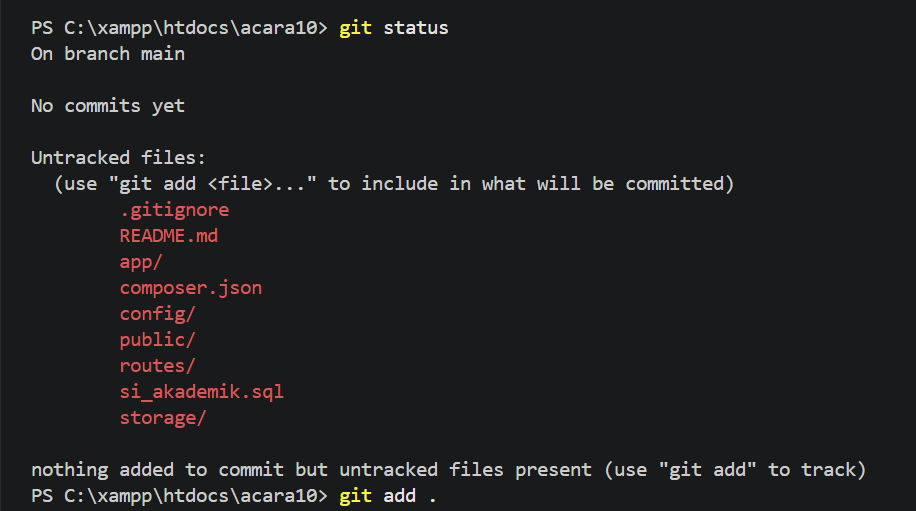 PS C:\xampp\htdocs\acara10> git status
On branch main
No commits yet
Untracked files:
(use "git add <file>..." to include in what will be committed)
.gitignore
README.md
app/
composer.json
config/
public/
routes/
si_akademik.sql
storage/
nothing added to commit but untracked files present (use "git add" to track)
PS C:\xampp\htdocs\acara10> git add .